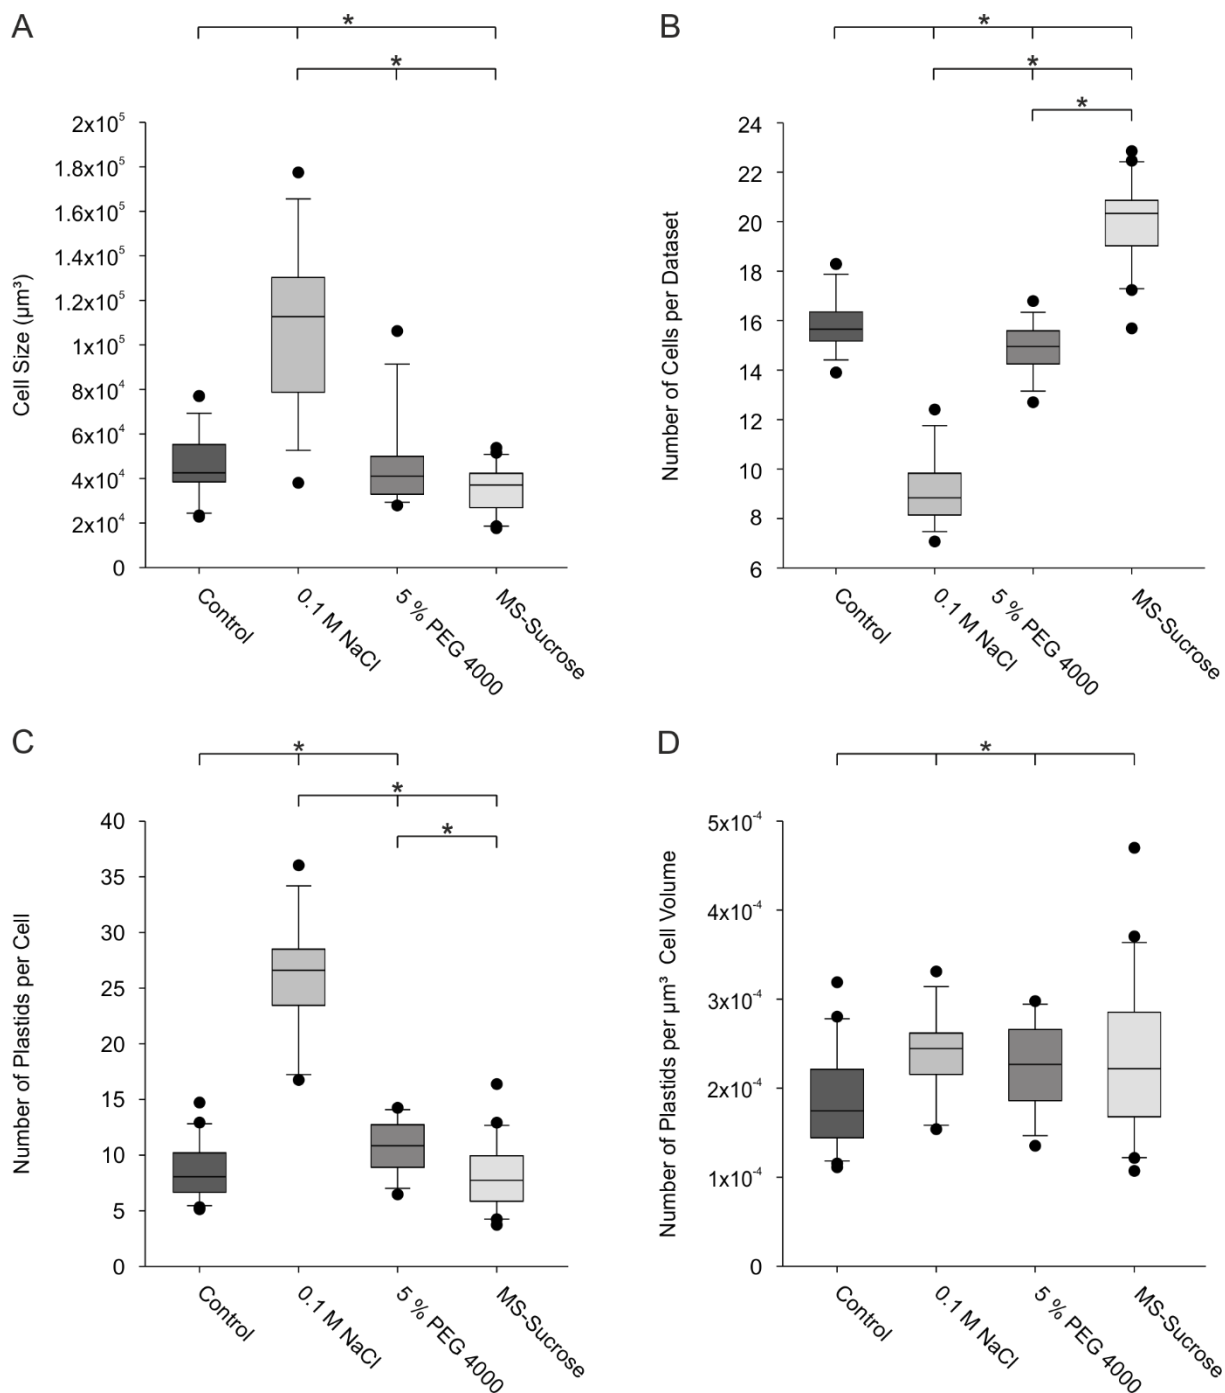 A
*
*
2x10⁵
1.8x10⁵
1.6x10⁵
1.4x10⁵
1.2x10⁵
1x10⁵
8x10⁴
6x10⁴
4x10⁴
2x10⁴
0
Cell Size (µm³)
Control
0.1 M NaCl
5 % PEG 4000
MS-Sucrose
B
*
*
*
24
22
20
18
16
14
12
10
8
6
Number of Cells per Dataset
Control
0.1 M NaCl
5 % PEG 4000
MS-Sucrose
C
*
*
*
40
35
30
25
20
15
10
5
0
Number of Plastids per Cell
Control
0.1 M NaCl
5 % PEG 4000
MS-Sucrose
D
*
5x10⁻⁴
4x10⁻⁴
3x10⁻⁴
2x10⁻⁴
1x10⁻⁴
0
Number of Plastids per µm³ Cell Volume
Control
0.1 M NaCl
5 % PEG 4000
MS-Sucrose